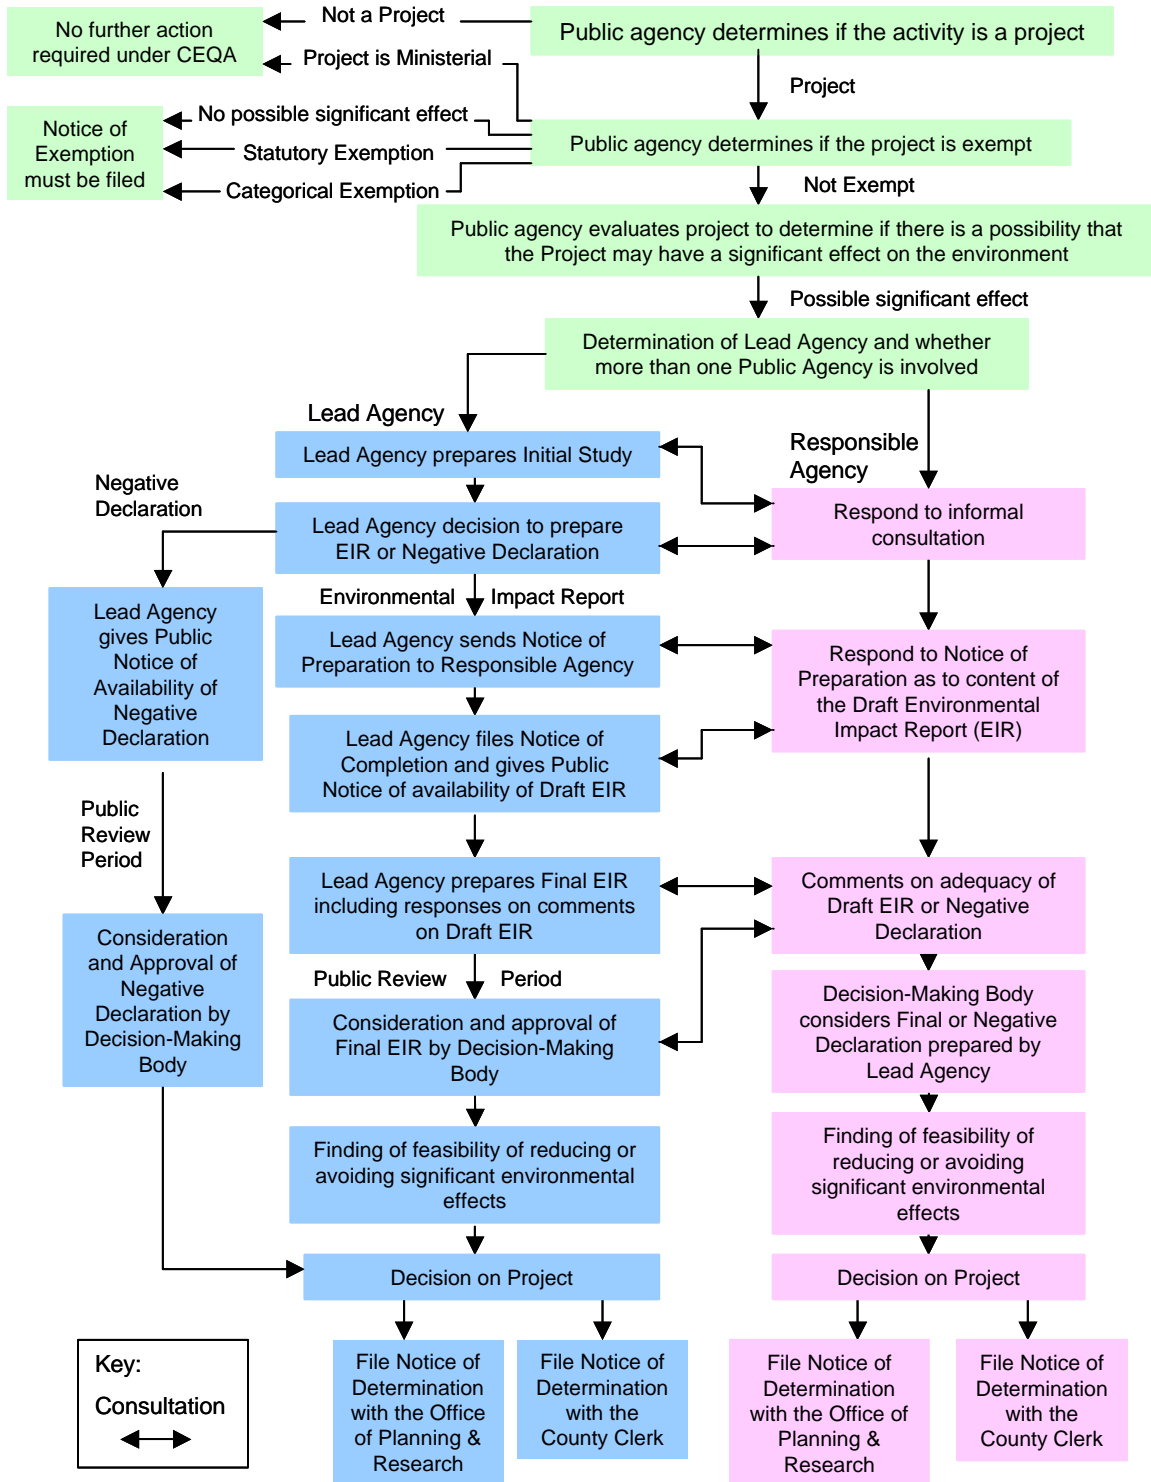 No further action
required under CEQA
Not a Project
Project is Ministerial
Public agency determines if the activity is a project
Project
Notice of
Exemption
must be filed
No possible significant effect
Statutory Exemption
Categorical Exemption
Public agency determines if the project is exempt
Not Exempt
Public agency evaluates project to determine if there is a possibility that
the Project may have a significant effect on the environment
Possible significant effect
Determination of Lead Agency and whether
more than one Public Agency is involved
Lead Agency
Responsible
Agency
Lead Agency prepares Initial Study
Negative
Declaration
Lead Agency decision to prepare
EIR or Negative Declaration
Respond to informal
consultation
Environmental Impact Report
Lead Agency
gives Public
Notice of
Availability of
Negative
Declaration
Lead Agency sends Notice of
Preparation to Responsible Agency
Respond to Notice of
Preparation as to content of
the Draft Environmental
Impact Report (EIR)
Lead Agency files Notice of
Completion and gives Public
Notice of availability of Draft EIR
Public
Review
Period
Lead Agency prepares Final EIR
including responses on comments
on Draft EIR
Comments on adequacy of
Draft EIR or Negative
Declaration
Consideration
and Approval of
Negative
Declaration by
Decision-Making
Body
Public Review Period
Consideration and approval of
Final EIR by Decision-Making
Body
Decision-Making Body
considers Final or Negative
Declaration prepared by
Lead Agency
Finding of feasibility of reducing or
avoiding significant environmental
effects
Finding of feasibility of
reducing or avoiding
significant environmental
effects
Decision on Project
Decision on Project
Key:
Consultation
File Notice of
Determination
with the Office
of Planning &
Research
File Notice of
Determination
with the
County Clerk
File Notice of
Determination
with the Office of
Planning &
Research
File Notice of
Determination
with the
County Clerk